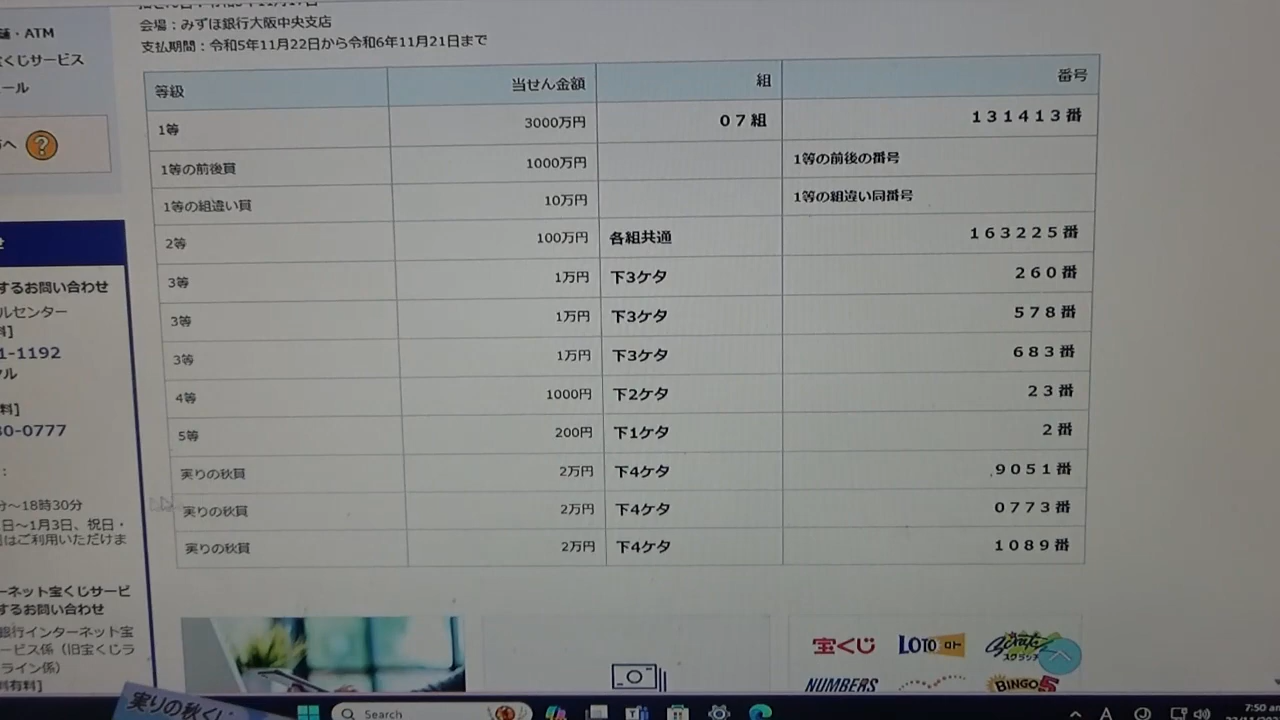 会場：みずほ銀行大阪中央支店
支払期間：令和5年11月22日から令和6年11月21日まで
等級 当せん金額 組 番号
1等 3000万円 07組 131413番
1等の前後賞 1000万円 1等の前後の番号
1等の組違い賞 10万円 1等の組違い同番号
2等 100万円 各組共通 163225番
3等 1万円 下3ケタ 260番
3等 1万円 下3ケタ 578番
3等 1万円 下3ケタ 683番
4等 1000円 下2ケタ 23番
5等 200円 下1ケタ 2番
実りの秋賞 2万円 下4ケタ 9051番
実りの秋賞 2万円 下4ケタ 0773番
実りの秋賞 2万円 下4ケタ 1089番
・ATM
くじサービス
ール
へ ?
するお問い合わせ
ルセンター
料]
1-1192
ヤル
料]
30-0777
：
分～18時30分
日～1月3日、祝日・
はご利用いただけま
ーネット宝くじサービ
するお問い合わせ
銀行インターネット宝
ービス係（旧宝くじラ
ライン係）
料有料]
宝くじ LOTO ロト スクラッチ
NUMBERS BINGO5
実りの秋くじ
Search
A
7:50 am